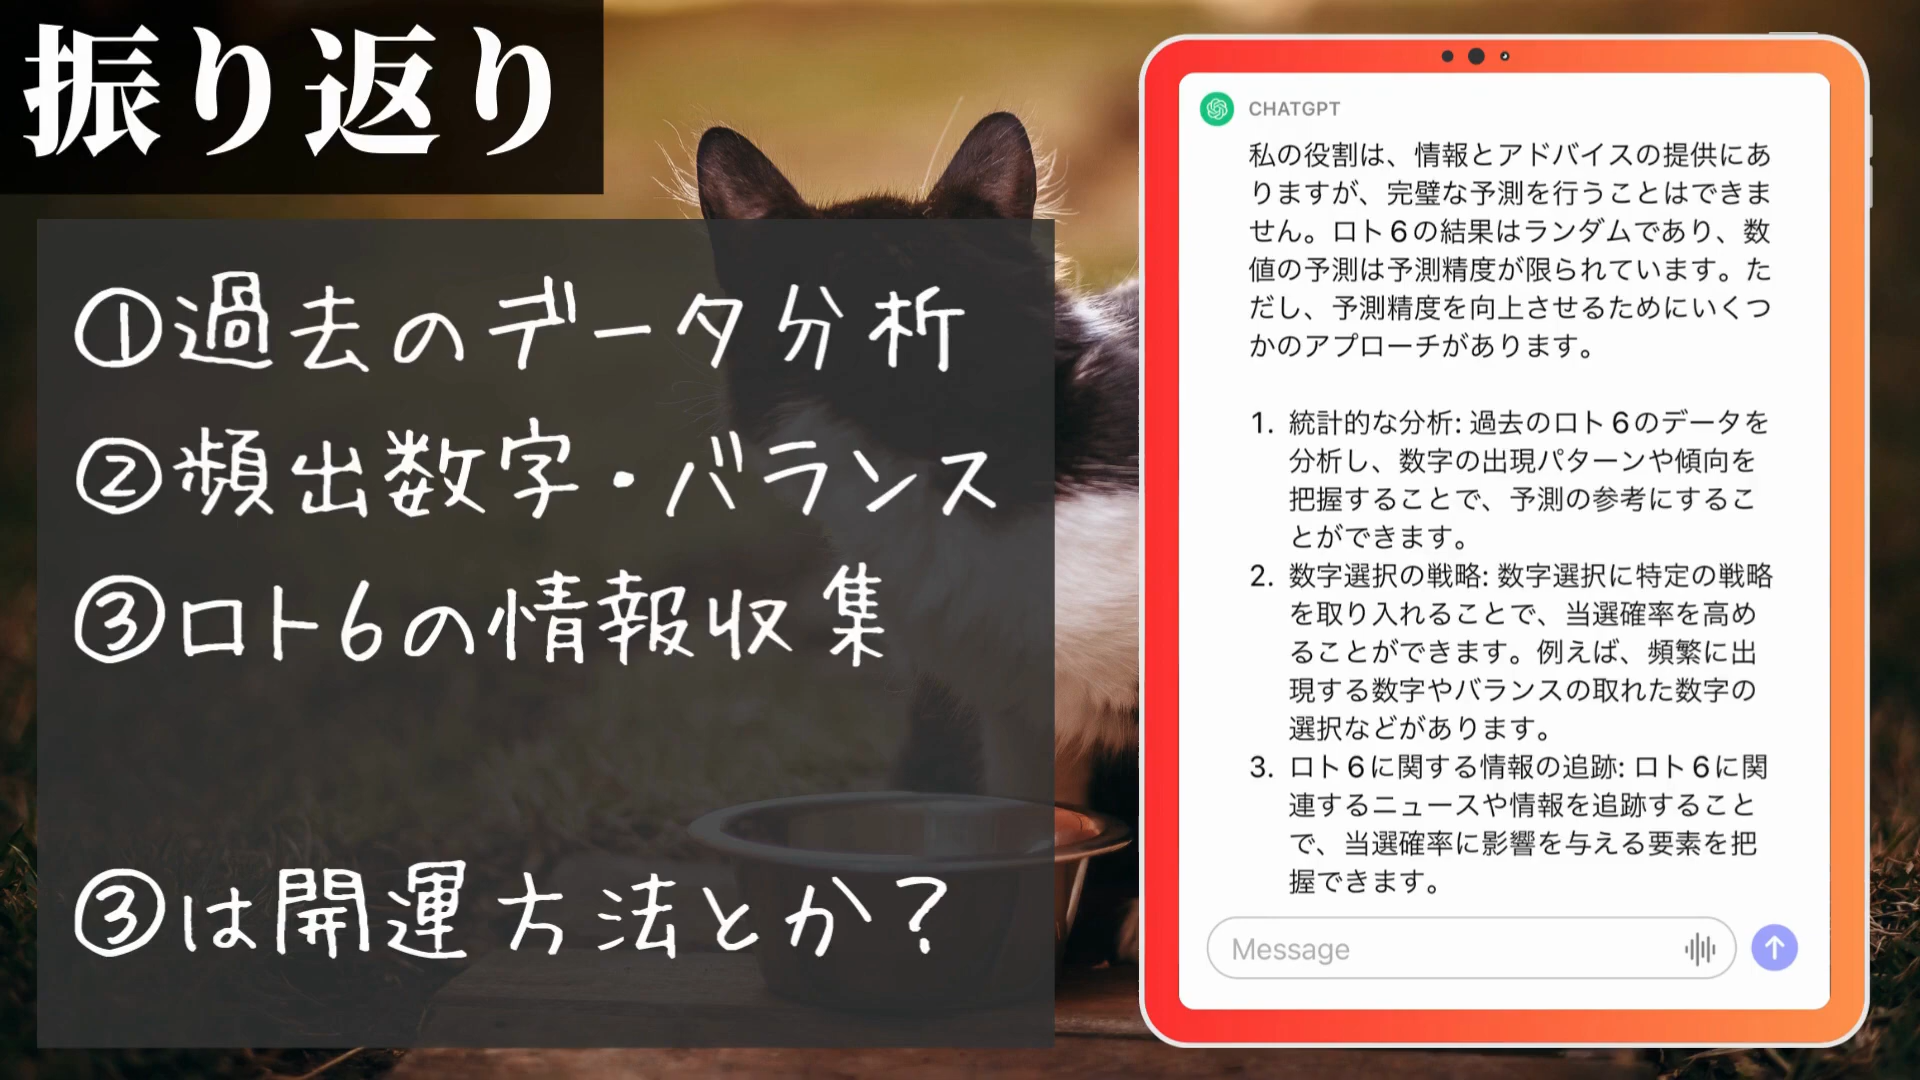 振り返り
①過去のデータ分析
②頻出数字・バランス
③ロト6の情報収集
③は開運方法とか?
CHATGPT
私の役割は、情報とアドバイスの提供にあ
りますが、完璧な予測を行うことはできま
せん。ロト6の結果はランダムであり、数
値の予測は予測精度が限られています。た
だし、予測精度を向上させるためにいくつ
かのアプローチがあります。
1. 統計的な分析: 過去のロト6のデータを
分析し、数字の出現パターンや傾向を
把握することで、予測の参考にするこ
とができます。
2. 数字選択の戦略: 数字選択に特定の戦略
を取り入れることで、当選確率を高め
ることができます。例えば、頻繁に出
現する数字やバランスの取れた数字の
選択などがあります。
3. ロト6に関する情報の追跡: ロト6に関
連するニュースや情報を追跡すること
で、当選確率に影響を与える要素を把
握できます。
Message